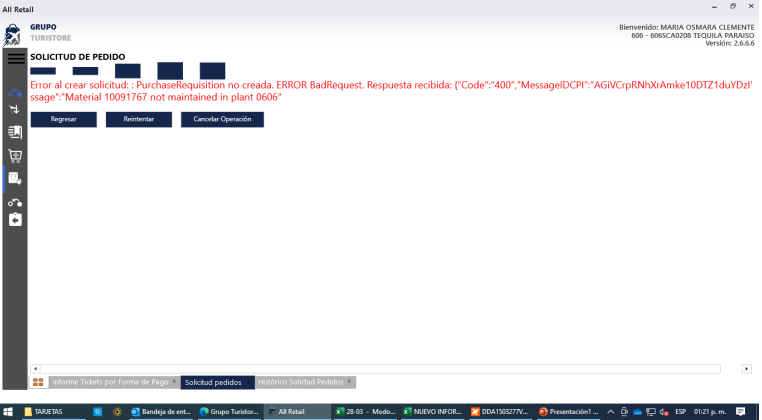 All Retail
GRUPO
TURISTORE
Bienvenido: MARIA OSMARA CLEMENTE
606 - 606SCA0208 TEQUILA PARAISO
Versión: 2.6.6.6
SOLICITUD DE PEDIDO
Error al crear solicitud: : PurchaseRequisition no creada. ERROR BadRequest. Respuesta recibida: {"Code":"400","MessageIDCPI":"AGiVCrpRNhXrAmke10DTZ1duYDzI'
ssage":"Material 10091767 not maintained in plant 0606"
Regresar Reintentar Cancelar Operación
Informe Tickets por Forma de Pago x Solicitud pedidos Histórico Solictud Pedidos x
TARJETAS Bandeja de ent... Grupo Turistor... All Retail 28-03 - Modo... NUEVO INFOR... DDA1503277V... Presentación1 ... ESP 01:21 p. m.